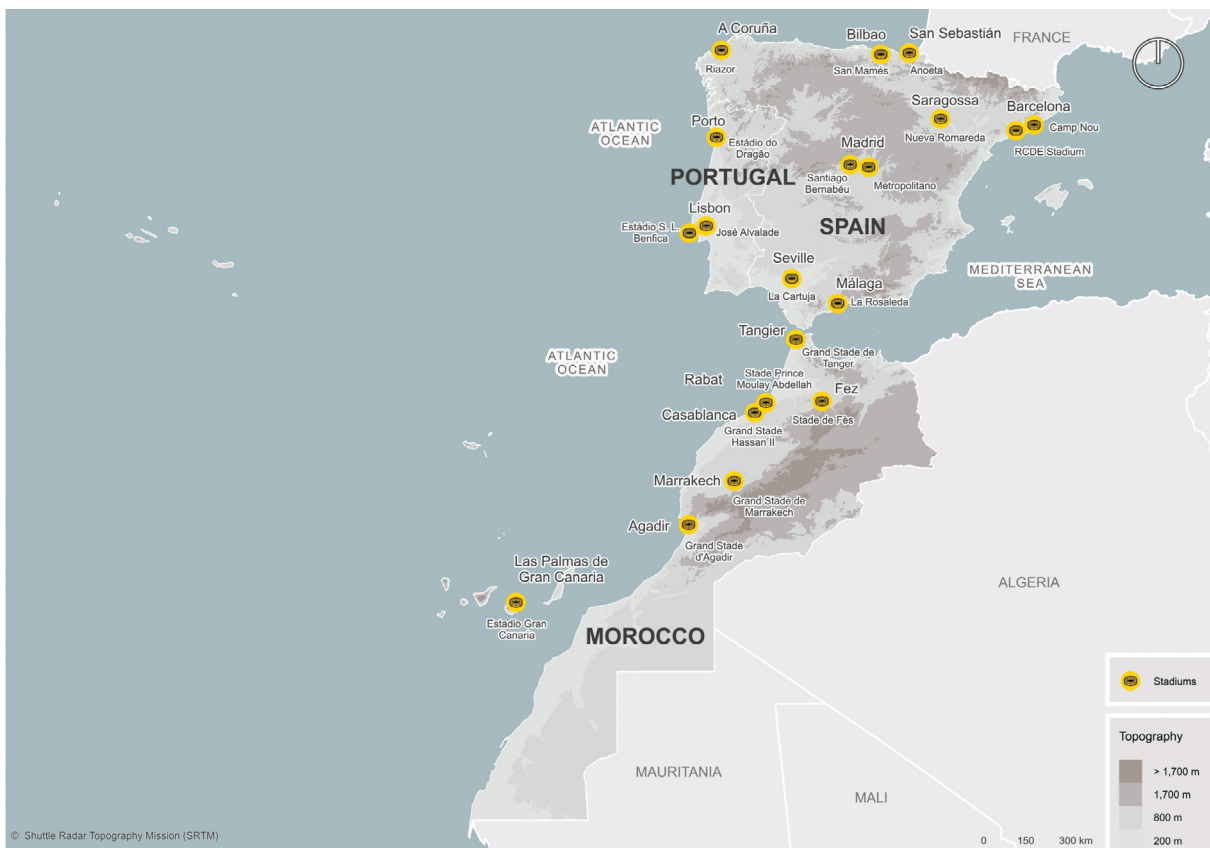 A Coruña
Riazor
Bilbao
San Mamés
San Sebastián
Anoeta
FRANCE
Saragossa
Nueva Romareda
Barcelona
Camp Nou
RCDE Stadium
ATLANTIC
OCEAN
Porto
Estádio do
Dragão
Madrid
Santiago
Bernabéu
Metropolitano
PORTUGAL
Lisbon
Estádio S. L.
Benfica
José Alvalade
SPAIN
Seville
La Cartuja
Málaga
La Rosaleda
MEDITERRANEAN
SEA
Tangier
Grand Stade de
Tanger
ATLANTIC
OCEAN
Rabat
Stade Prince
Moulay Abdellah
Fez
Stade de Fès
Casablanca
Grand Stade
Hassan II
Marrakech
Grand Stade de
Marrakech
Agadir
Grand Stade
d'Agadir
Las Palmas de
Gran Canaria
Estadio Gran
Canaria
ALGERIA
MOROCCO
MAURITANIA
MALI
Stadiums
Topography
> 1,700 m
1,700 m
800 m
200 m
0 150 300 km
© Shuttle Radar Topography Mission (SRTM)